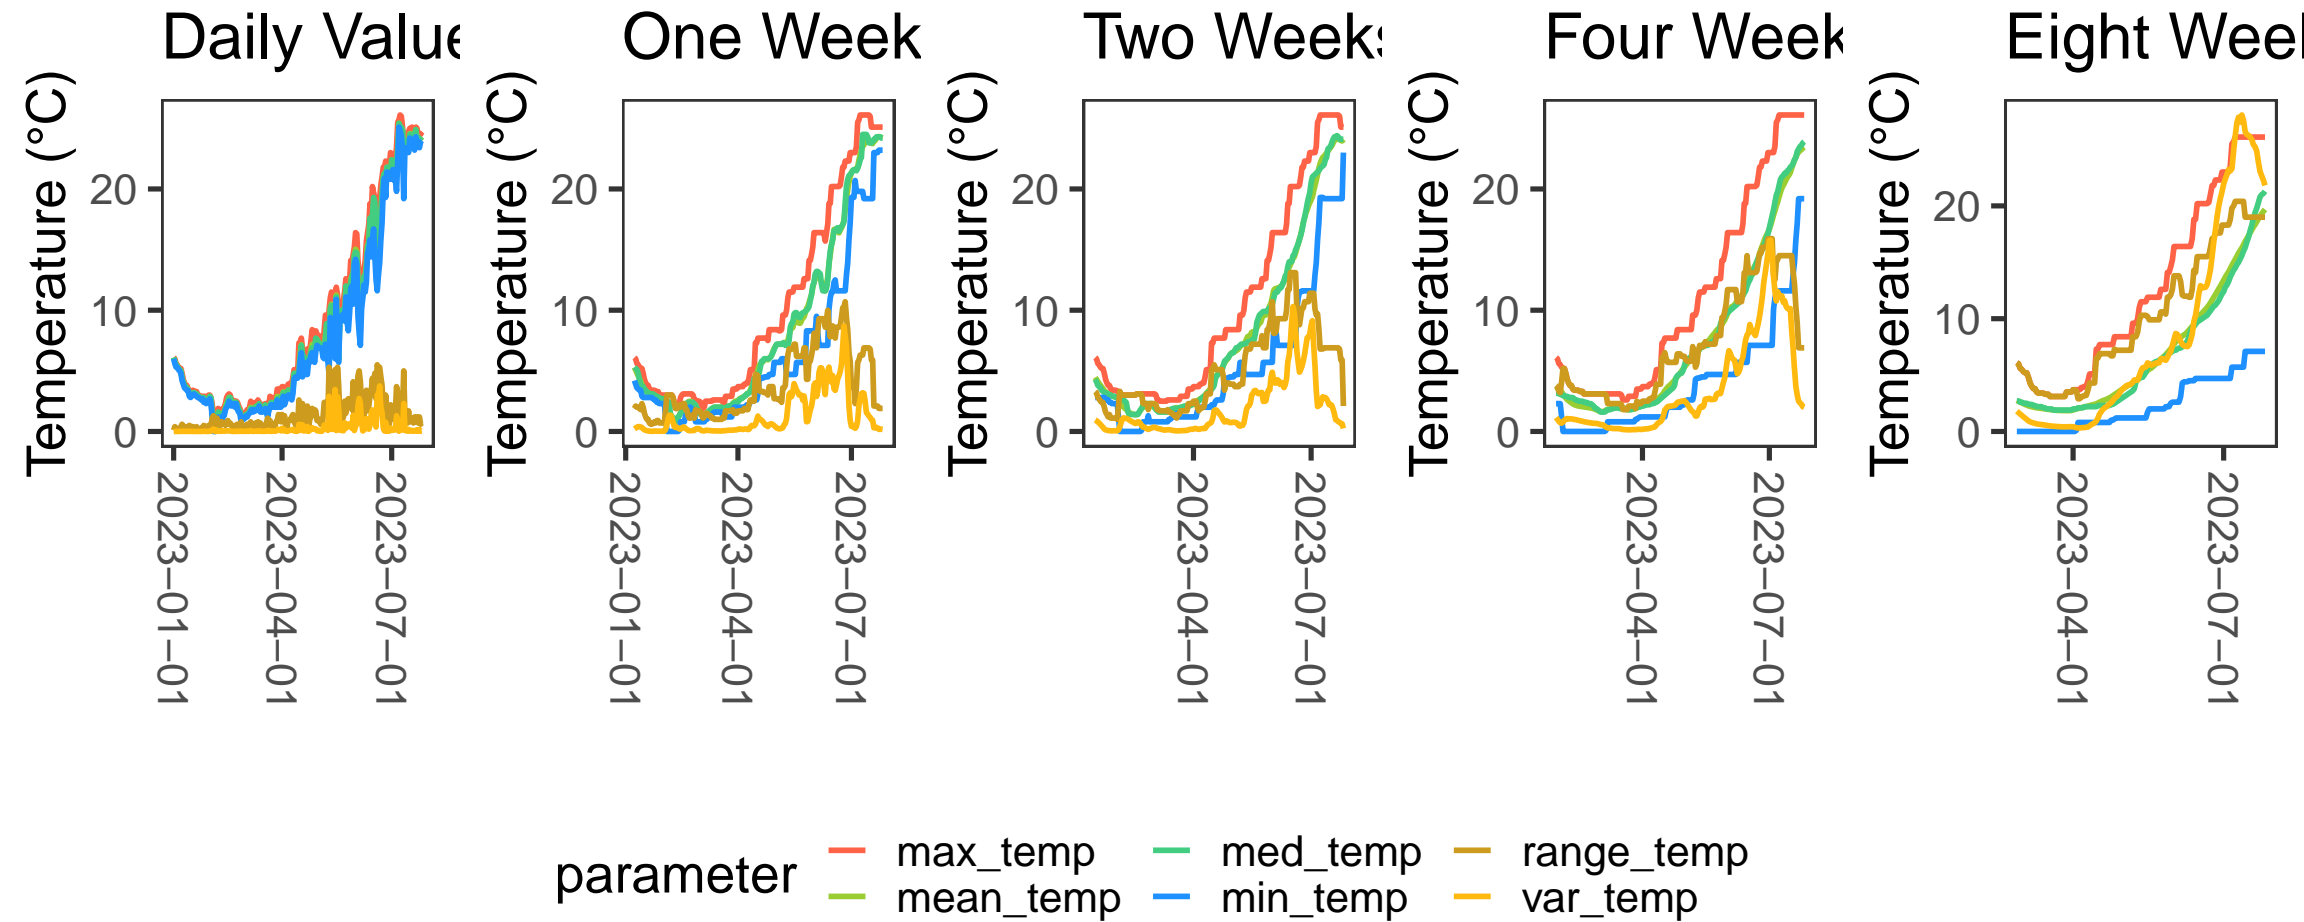 Daily Value
One Week
Two Weeks
Four Week
Eight Weel
Temperature (°C)
20
10
0
2023−01−01
2023−04−01
2023−07−01
Temperature (°C)
20
10
0
2023−01−01
2023−04−01
2023−07−01
Temperature (°C)
20
10
0
2023−04−01
2023−07−01
Temperature (°C)
20
10
0
2023−04−01
2023−07−01
Temperature (°C)
20
10
0
2023−04−01
2023−07−01
parameter
max_temp
mean_temp
med_temp
min_temp
range_temp
var_temp